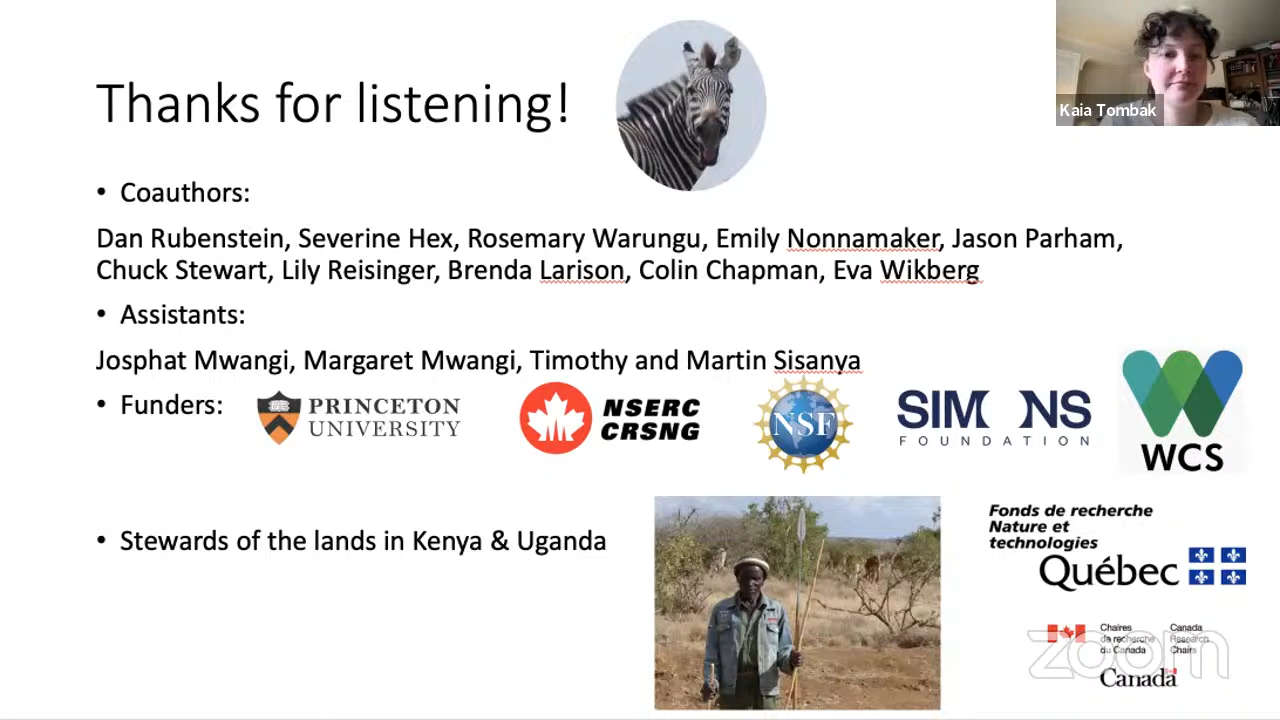 Thanks for listening!
Kaia Tombak
• Coauthors:
Dan Rubenstein, Severine Hex, Rosemary Warungu, Emily Nonnamaker, Jason Parham,
Chuck Stewart, Lily Reisinger, Brenda Larison, Colin Chapman, Eva Wikberg
• Assistants:
Josphat Mwangi, Margaret Mwangi, Timothy and Martin Sisanya
• Funders:
PRINCETON
UNIVERSITY
NSERC
CRSNG
NSF
SIMONS
FOUNDATION
WCS
• Stewards of the lands in Kenya & Uganda
Fonds de recherche
Nature et
technologies
Québec
Chaires
de recherche
du Canada
Canada
Research
Chairs
Canada
zoom